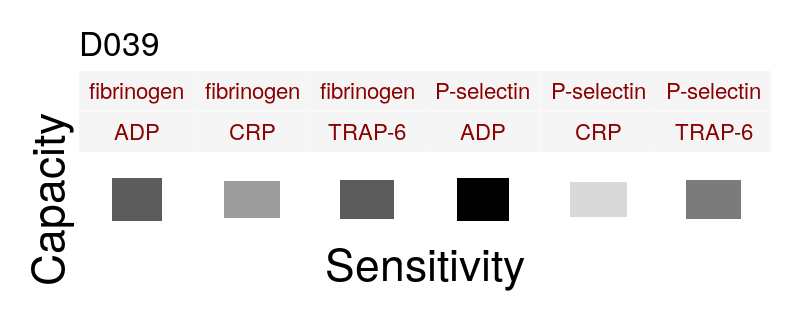 D039
fibrinogen fibrinogen fibrinogen P-selectin P-selectin P-selectin
ADP CRP TRAP-6 ADP CRP TRAP-6
Capacity
Sensitivity